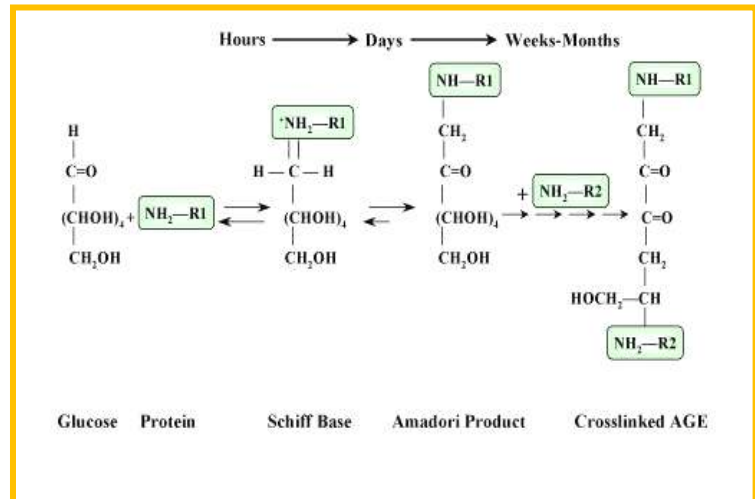 Hours Days Weeks-Months
NH—R1 NH—R1
⁺NH₂—R1 CH₂ CH₂
H
C=O H—C—H C=O C=O
+ NH₂—R2
(CHOH)₄ + NH₂—R1 (CHOH)₄ (CHOH)₄ C=O
CH₂OH CH₂OH CH₂OH CH₂
HOCH₂—CH
NH₂—R2
Glucose Protein Schiff Base Amadori Product Crosslinked AGE